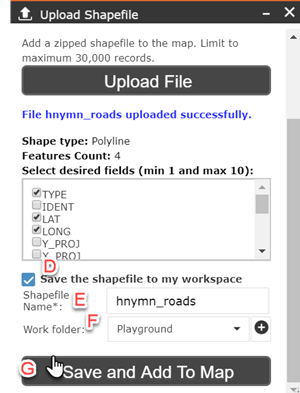 Upload Shapefile
Add a zipped shapefile to the map. Limit to
maximum 30,000 records.
Upload File
File hnymn_roads uploaded successfully.
Shape type: Polyline
Features Count: 4
Select desired fields (min 1 and max 10):
TYPE
IDENT
LAT
LONG
Y_PROJ
X_PROJ
D
Save the shapefile to my workspace
Shapefile
Name*: E hnymn_roads
F
Work folder: Playground
G Save and Add To Map